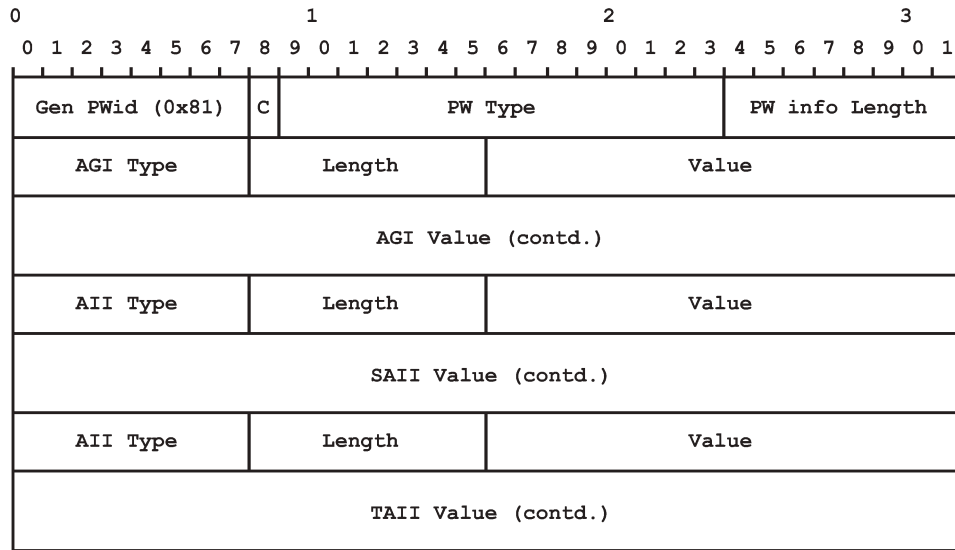 0 1 2 3
0 1 2 3 4 5 6 7 8 9 0 1 2 3 4 5 6 7 8 9 0 1 2 3 4 5 6 7 8 9 0 1
Gen PWid (0x81) C PW Type PW info Length
AGI Type Length Value
AGI Value (contd.)
AII Type Length Value
SAII Value (contd.)
AII Type Length Value
TAII Value (contd.)